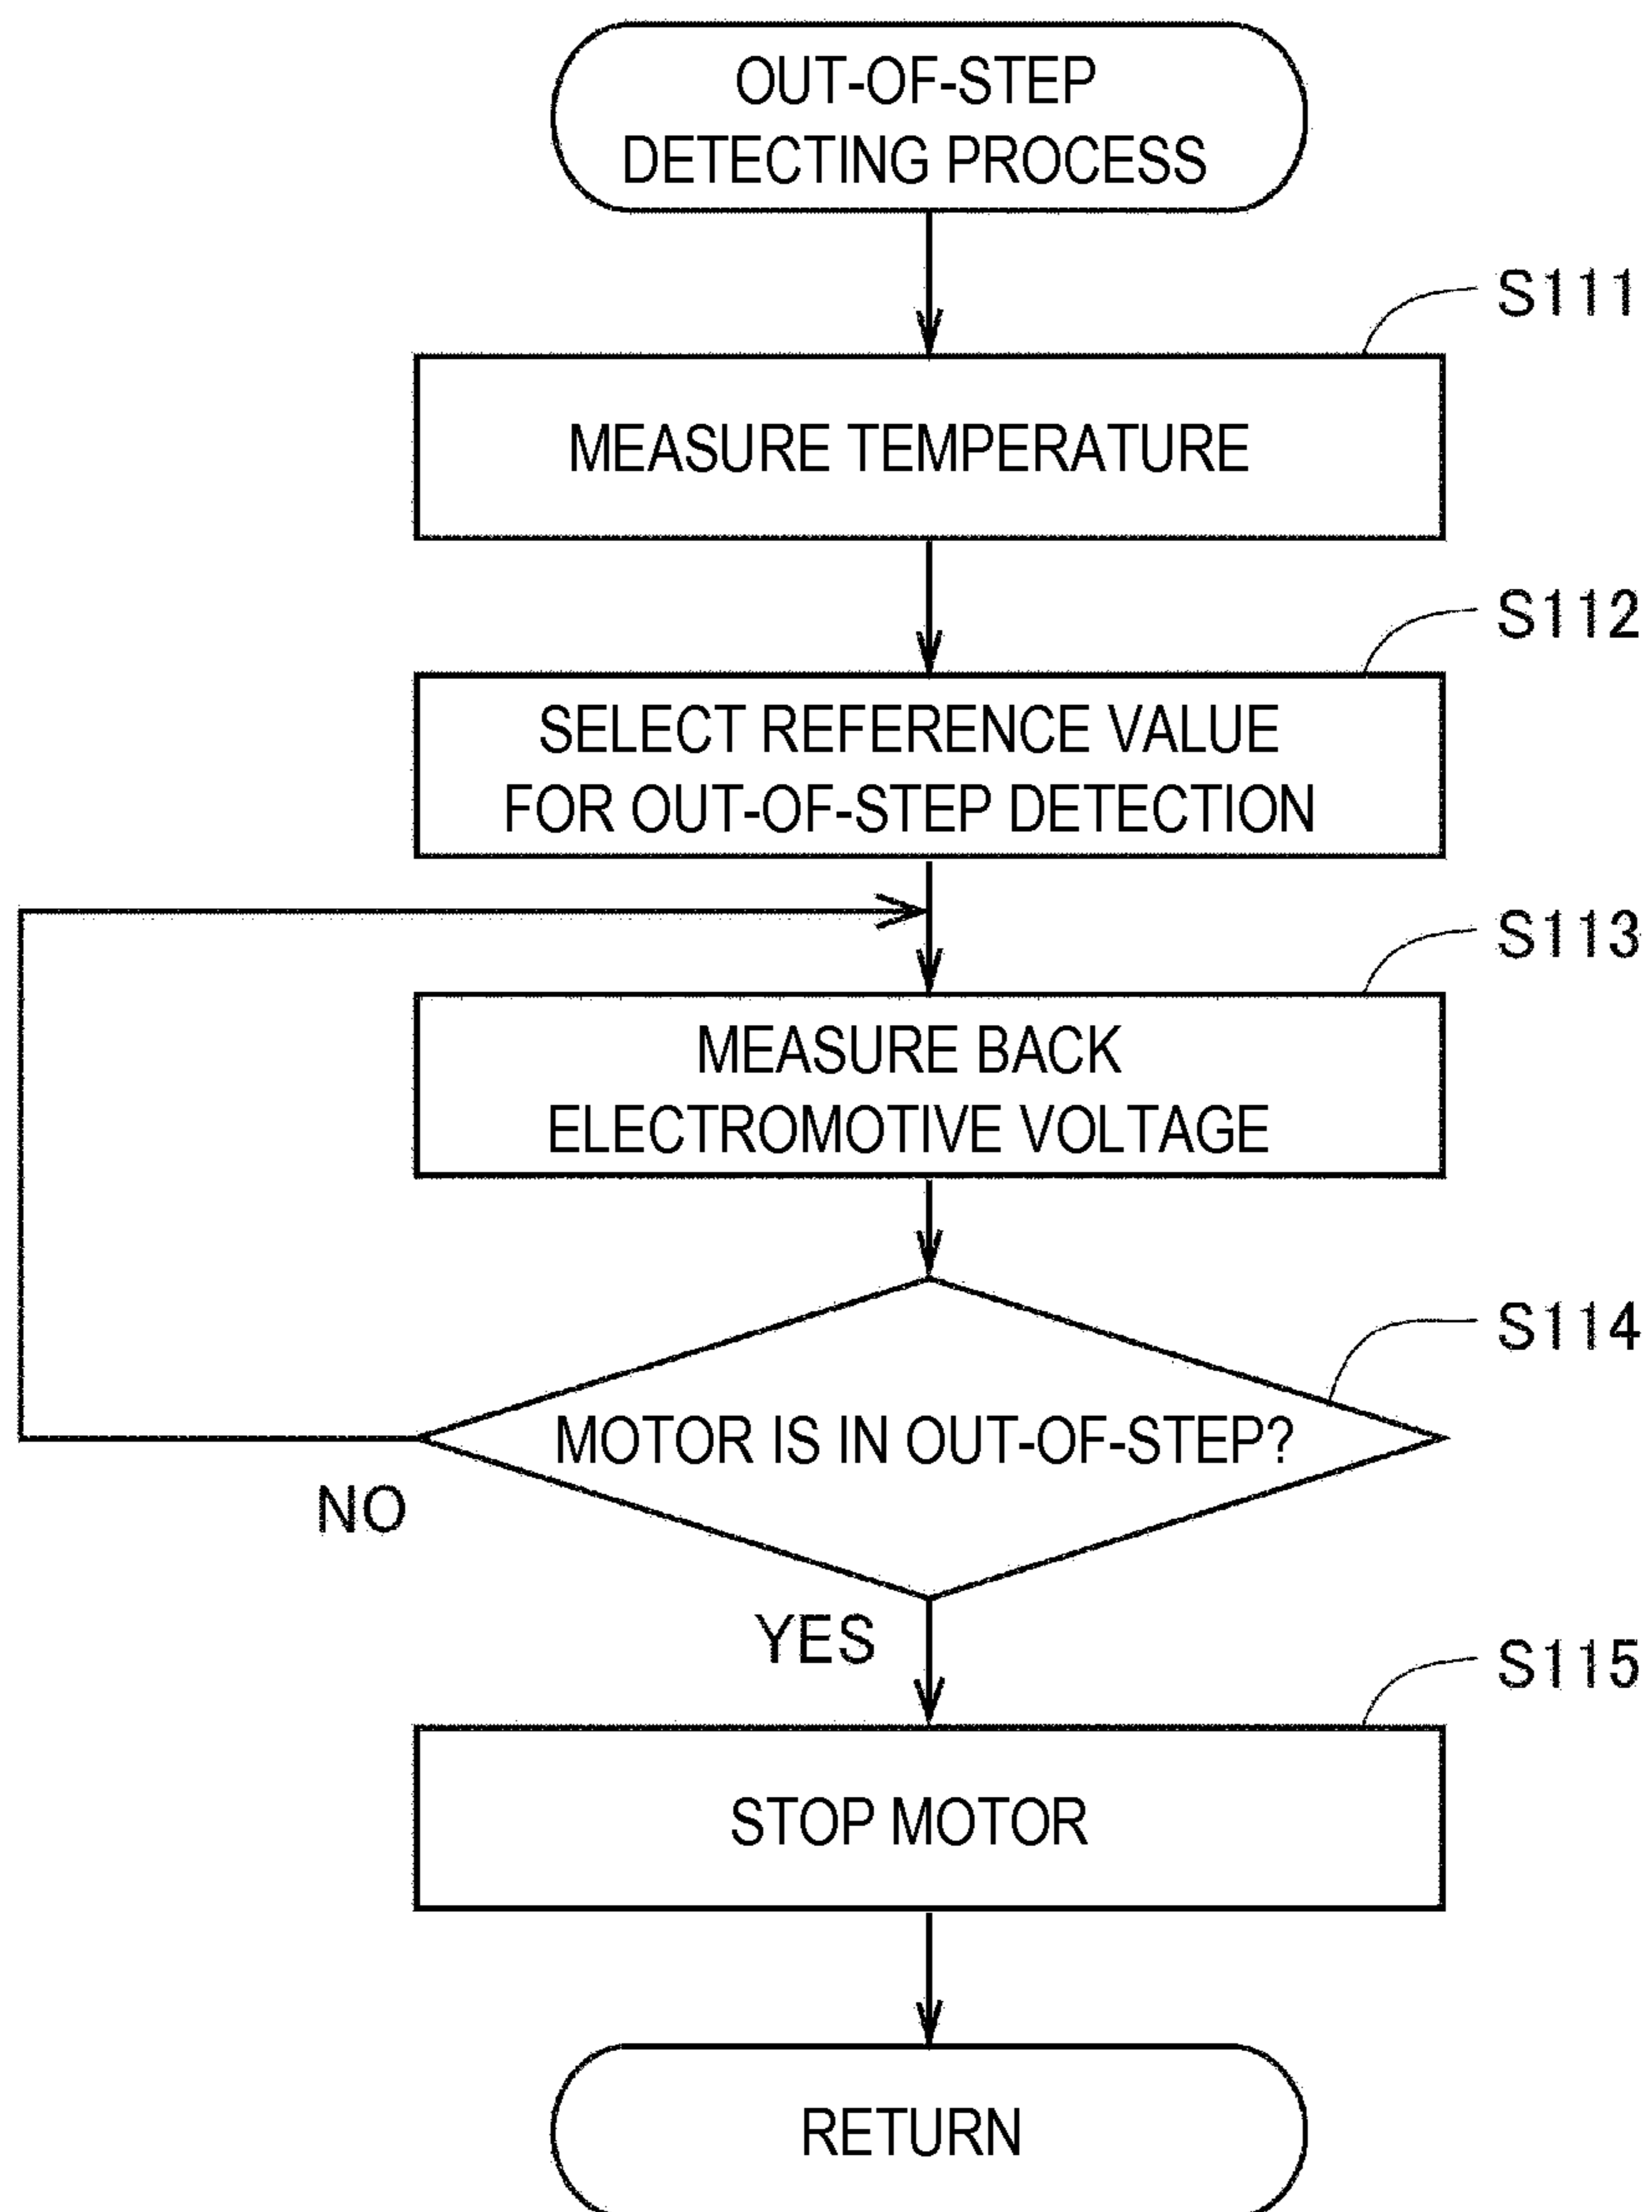 OUT-OF-STEP
DETECTING PROCESS
S111
MEASURE TEMPERATURE
S112
SELECT REFERENCE VALUE
FOR OUT-OF-STEP DETECTION
S113
MEASURE BACK
ELECTROMOTIVE VOLTAGE
S114
MOTOR IS IN OUT-OF-STEP?
NO
YES
S115
STOP MOTOR
RETURN